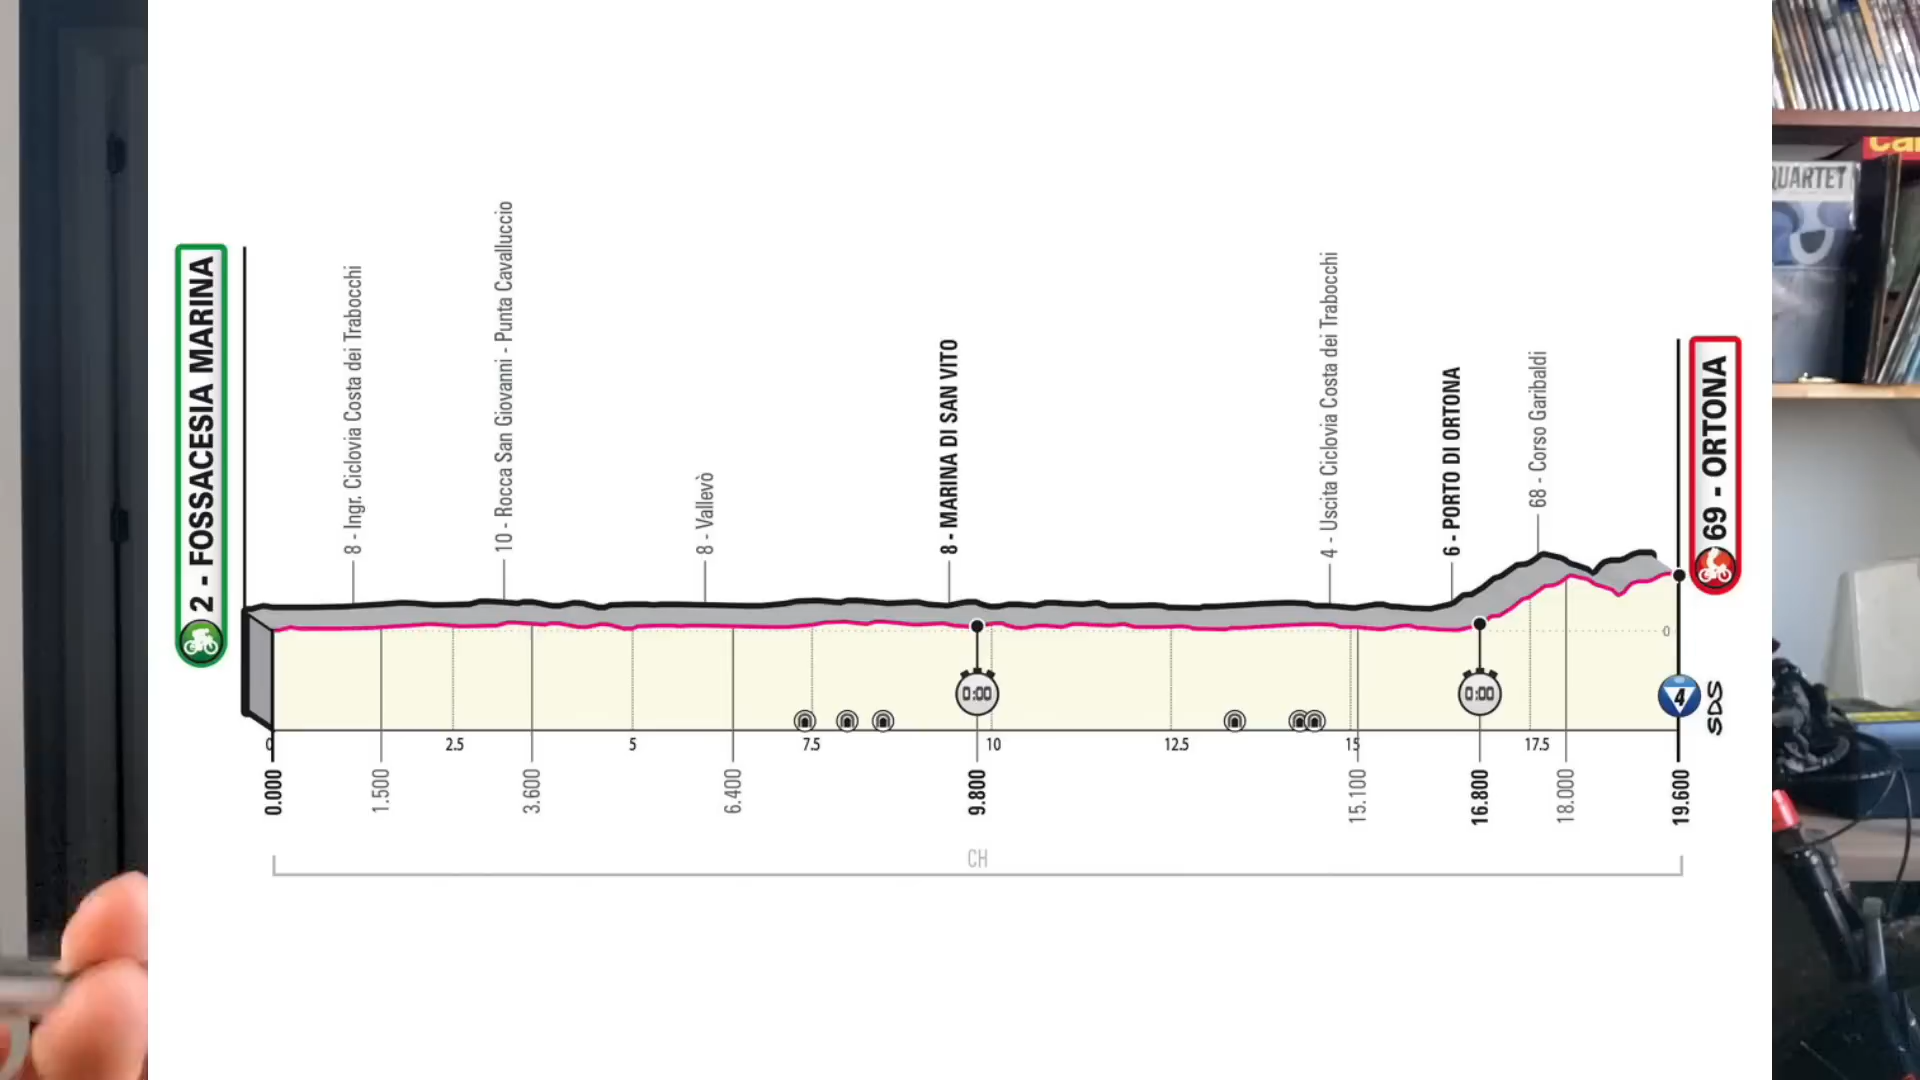 2 - FOSSACESIA MARINA
8 - Ingr. Ciclovia Costa dei Trabocchi
10 - Rocca San Giovanni - Punta Cavalluccio
8 - Vallevò
8 - MARINA DI SAN VITO
4 - Uscita Ciclovia Costa dei Trabocchi
6 - PORTO DI ORTONA
68 - Corso Garibaldi
69 - ORTONA
0
0:00
0:00
4
SDS
0
2.5
5
7.5
10
12.5
15
17.5
0.000
1.500
3.600
6.400
9.800
15.100
16.800
18.000
19.600
CH
QUARTET